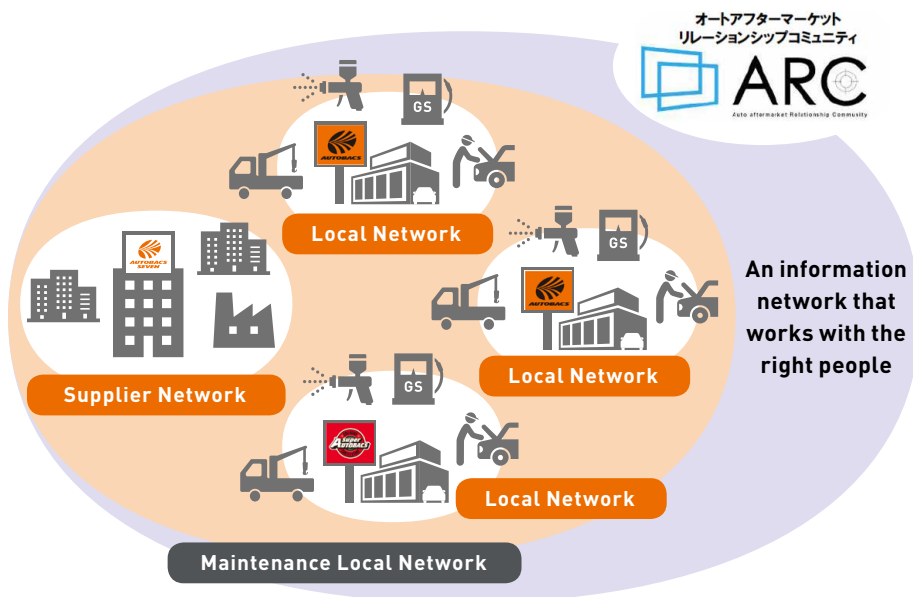 オートアフターマーケット
リレーションシップコミュニティ
ARC
Auto aftermarket Relationship Community
GS
AUTOBACS
Local Network
GS
AUTOBACS
SEVEN
AUTOBACS
Local Network
An information
network that
works with the
right people
Supplier Network
GS
Super
AUTOBACS
Local Network
Maintenance Local Network